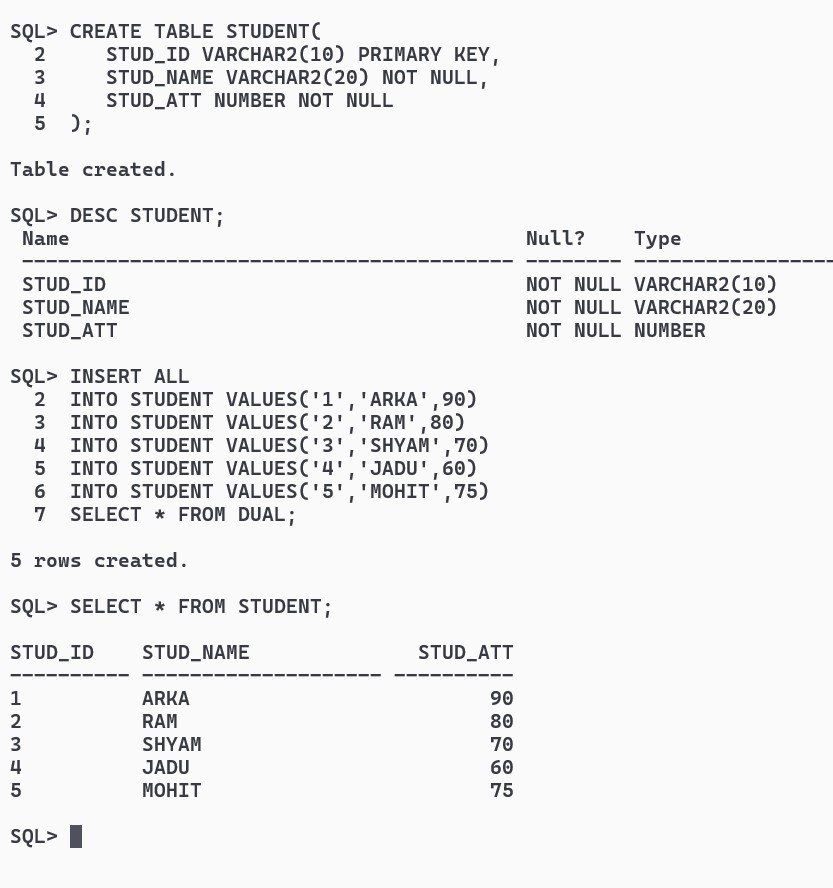 SQL> CREATE TABLE STUDENT(
  2     STUD_ID VARCHAR2(10) PRIMARY KEY,
  3     STUD_NAME VARCHAR2(20) NOT NULL,
  4     STUD_ATT NUMBER NOT NULL
  5  );

Table created.

SQL> DESC STUDENT;
 Name                                      Null?    Type
 ----------------------------------------- -------- -----------------
 STUD_ID                                   NOT NULL VARCHAR2(10)
 STUD_NAME                                 NOT NULL VARCHAR2(20)
 STUD_ATT                                  NOT NULL NUMBER

SQL> INSERT ALL
  2  INTO STUDENT VALUES('1','ARKA',90)
  3  INTO STUDENT VALUES('2','RAM',80)
  4  INTO STUDENT VALUES('3','SHYAM',70)
  5  INTO STUDENT VALUES('4','JADU',60)
  6  INTO STUDENT VALUES('5','MOHIT',75)
  7  SELECT * FROM DUAL;

5 rows created.

SQL> SELECT * FROM STUDENT;

STUD_ID    STUD_NAME              STUD_ATT
---------- -------------------- ----------
1          ARKA                         90
2          RAM                          80
3          SHYAM                        70
4          JADU                         60
5          MOHIT                        75

SQL>